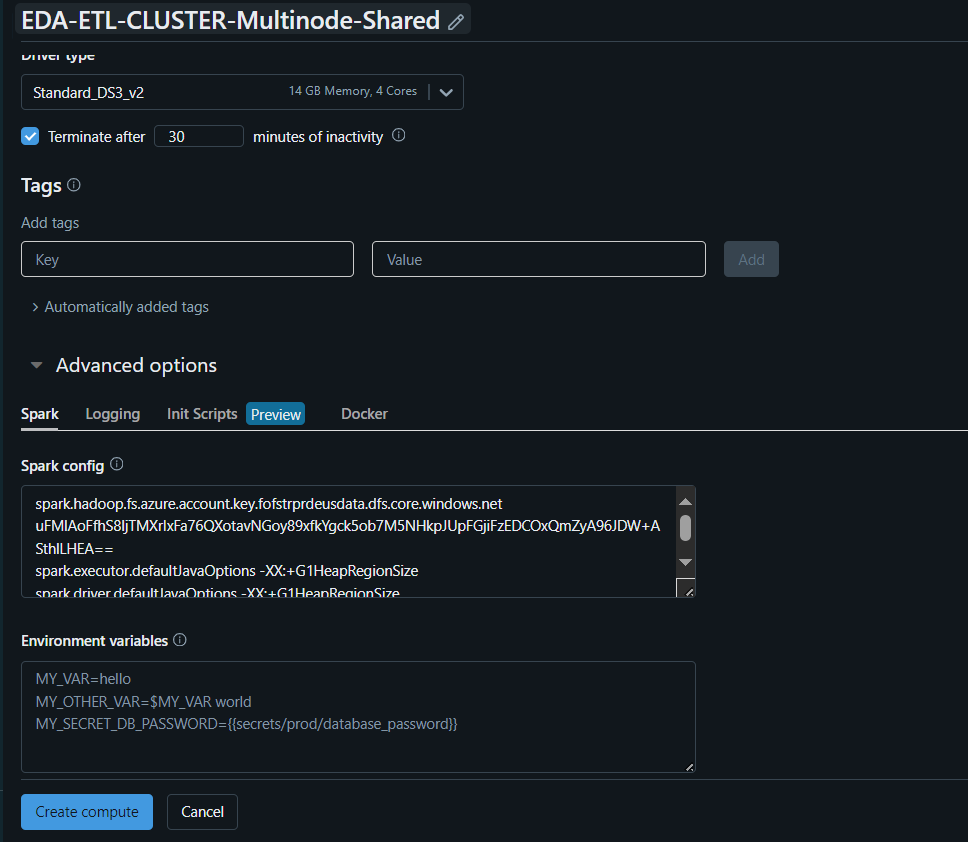 EDA-ETL-CLUSTER-Multinode-Shared
Driver type
Standard_DS3_v2 14 GB Memory, 4 Cores
Terminate after 30 minutes of inactivity
Tags
Add tags
Key Value Add
Automatically added tags
Advanced options
Spark Logging Init Scripts Preview Docker
Spark config
spark.hadoop.fs.azure.account.key.fofstrprdeusdata.dfs.core.windows.net
uFMIAoFfhS8IjTMXrIxFa76QXotavNGoy89xfkYgck5ob7M5NHkpJUpFGjiFzEDCOxQmZyA96JDW+A
SthILHEA==
spark.executor.defaultJavaOptions -XX:+G1HeapRegionSize
spark.driver.defaultJavaOptions -XX:+G1HeapRegionSize
Environment variables
MY_VAR=hello
MY_OTHER_VAR=$MY_VAR world
MY_SECRET_DB_PASSWORD={{secrets/prod/database_password}}
Create compute Cancel